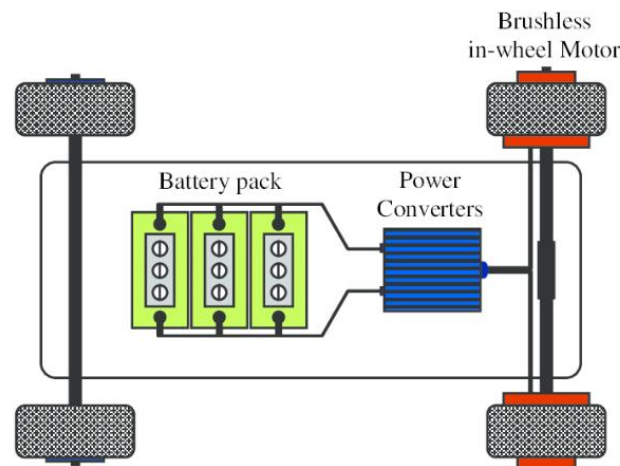 Brushless
in-wheel Motor
Battery pack
Power
Converters